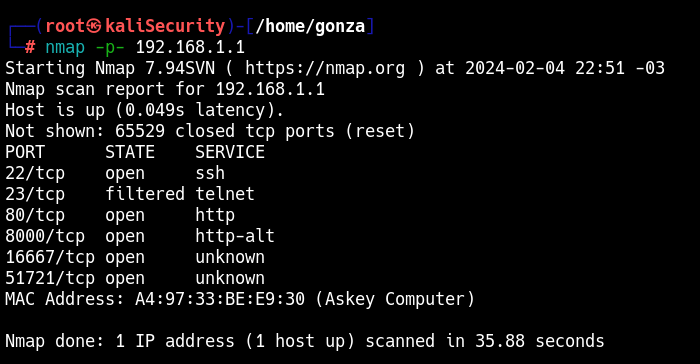 ┌──(root㉿kaliSecurity)-[/home/gonza]
└─# nmap -p- 192.168.1.1
Starting Nmap 7.94SVN ( https://nmap.org ) at 2024-02-04 22:51 -03
Nmap scan report for 192.168.1.1
Host is up (0.049s latency).
Not shown: 65529 closed tcp ports (reset)
PORT      STATE    SERVICE
22/tcp    open     ssh
23/tcp    filtered telnet
80/tcp    open     http
8000/tcp  open     http-alt
16667/tcp open     unknown
51721/tcp open     unknown
MAC Address: A4:97:33:BE:E9:30 (Askey Computer)
Nmap done: 1 IP address (1 host up) scanned in 35.88 seconds